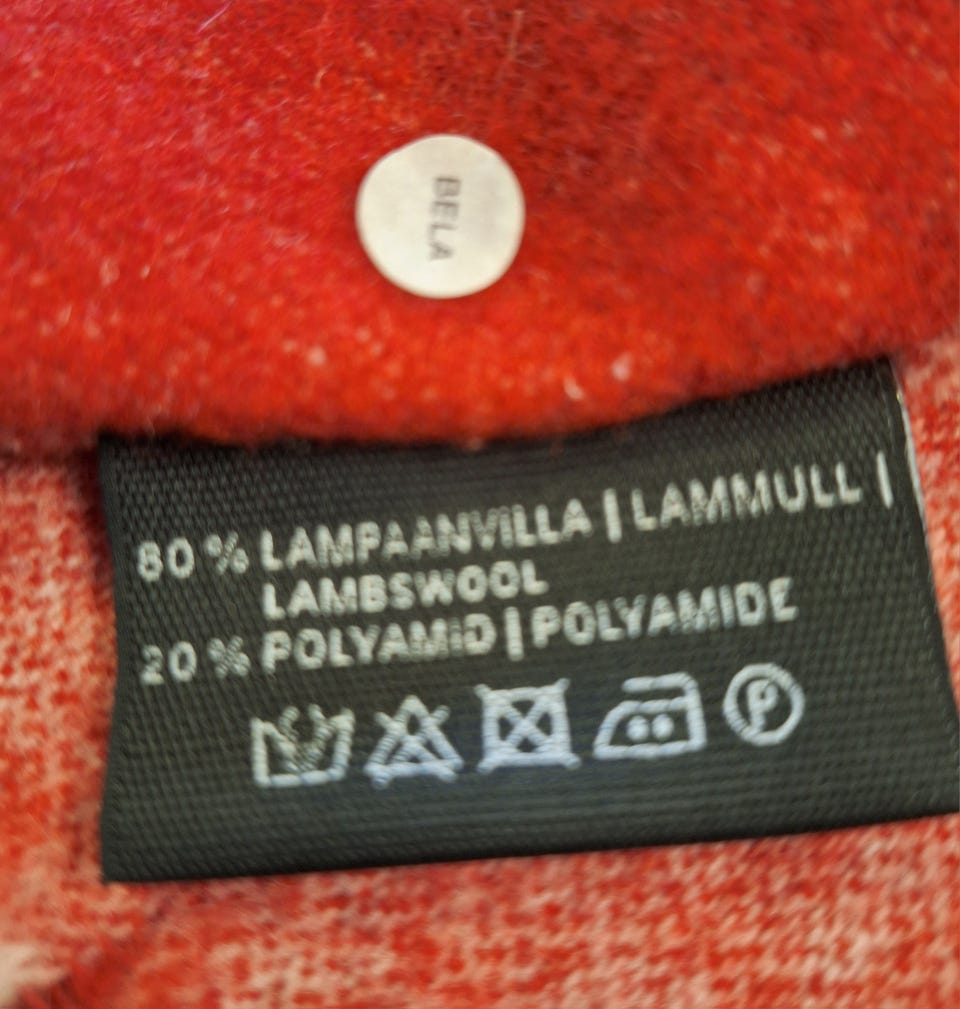 BELA
80 % LAMPAANVILLA | LAMMULL |
LAMBSWOOL
20 % POLYAMID | POLYAMIDE
P